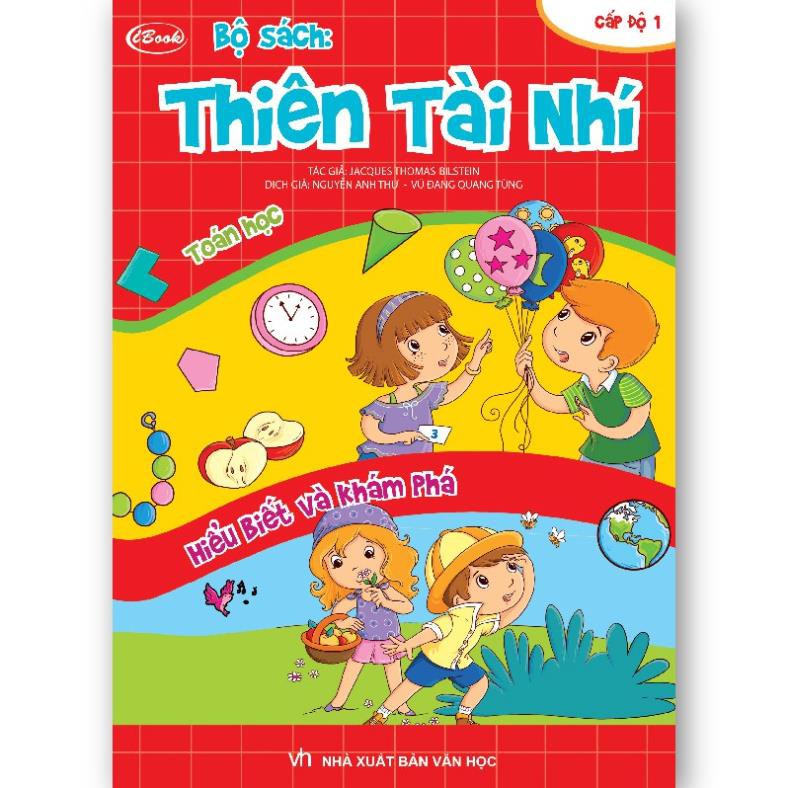 eBook
Bộ sách:
Cấp Độ 1
Thiên Tài Nhí
TÁC GIẢ: JACQUES THOMAS BILSTEIN
DỊCH GIẢ: NGUYỄN ANH THƯ - VŨ ĐẶNG QUANG TÙNG
Toán học
3
Hiểu Biết và Khám Phá
vh NHÀ XUẤT BẢN VĂN HỌC